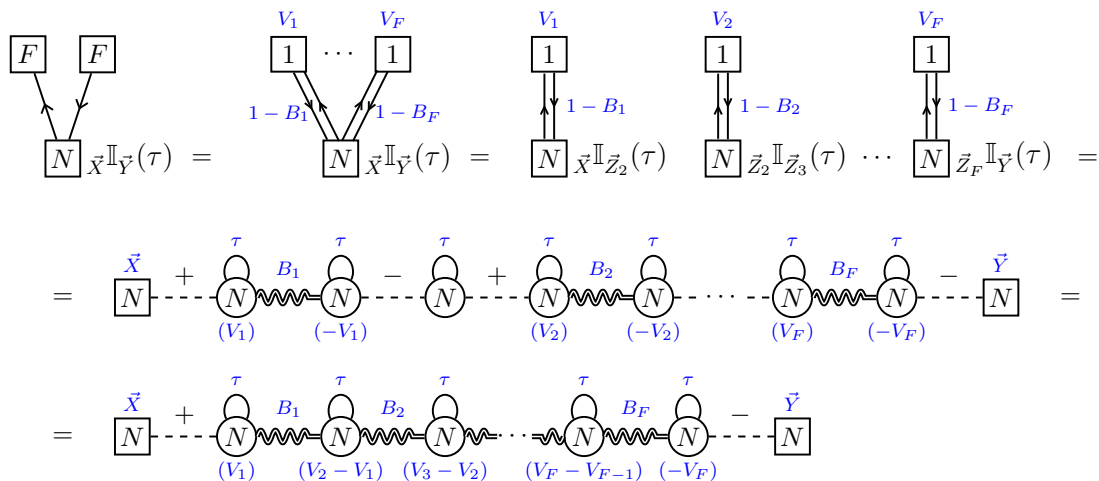 V_1 V_F V_1 V_2 V_F
F F 1 ··· 1 1 1 1
1 − B_1 1 − B_F 1 − B_1 1 − B_2 1 − B_F
N _{\vec{X}}𝕀_{\vec{Y}}(τ) = N _{\vec{X}}𝕀_{\vec{Y}}(τ) = N _{\vec{X}}𝕀_{\vec{Z}_2}(τ) N _{\vec{Z}_2}𝕀_{\vec{Z}_3}(τ) ··· N _{\vec{Z}_F}𝕀_{\vec{Y}}(τ) =
τ τ τ τ τ τ τ
\vec{X} + B_1 − + B_2 B_F − \vec{Y}
= N N N N N N ··· N N N =
(V_1) (−V_1) (V_2) (−V_2) (V_F) (−V_F)
τ τ τ τ τ
\vec{X} + B_1 B_2 B_F − \vec{Y}
= N N N N ··· N N N
(V_1) (V_2 − V_1) (V_3 − V_2) (V_F − V_{F−1}) (−V_F)